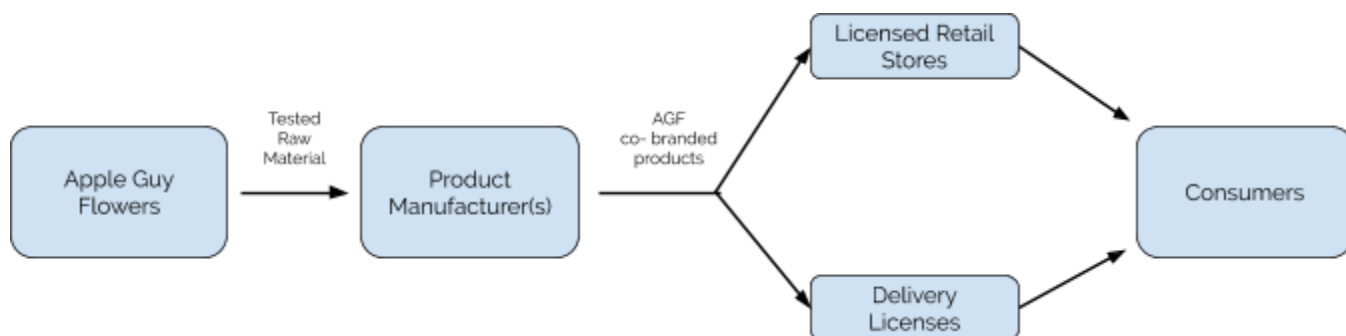 Licensed Retail
Stores
Tested
Raw
Material
AGF
co- branded
products
Apple Guy
Flowers
Product
Manufacturer(s)
Consumers
Delivery
Licenses